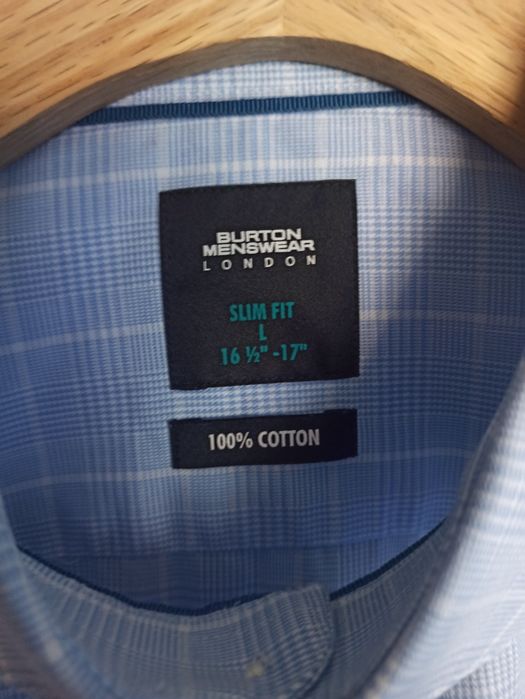 BURTON
MENSWEAR
LONDON
SLIM FIT
L
16 ½" -17"
100% COTTON